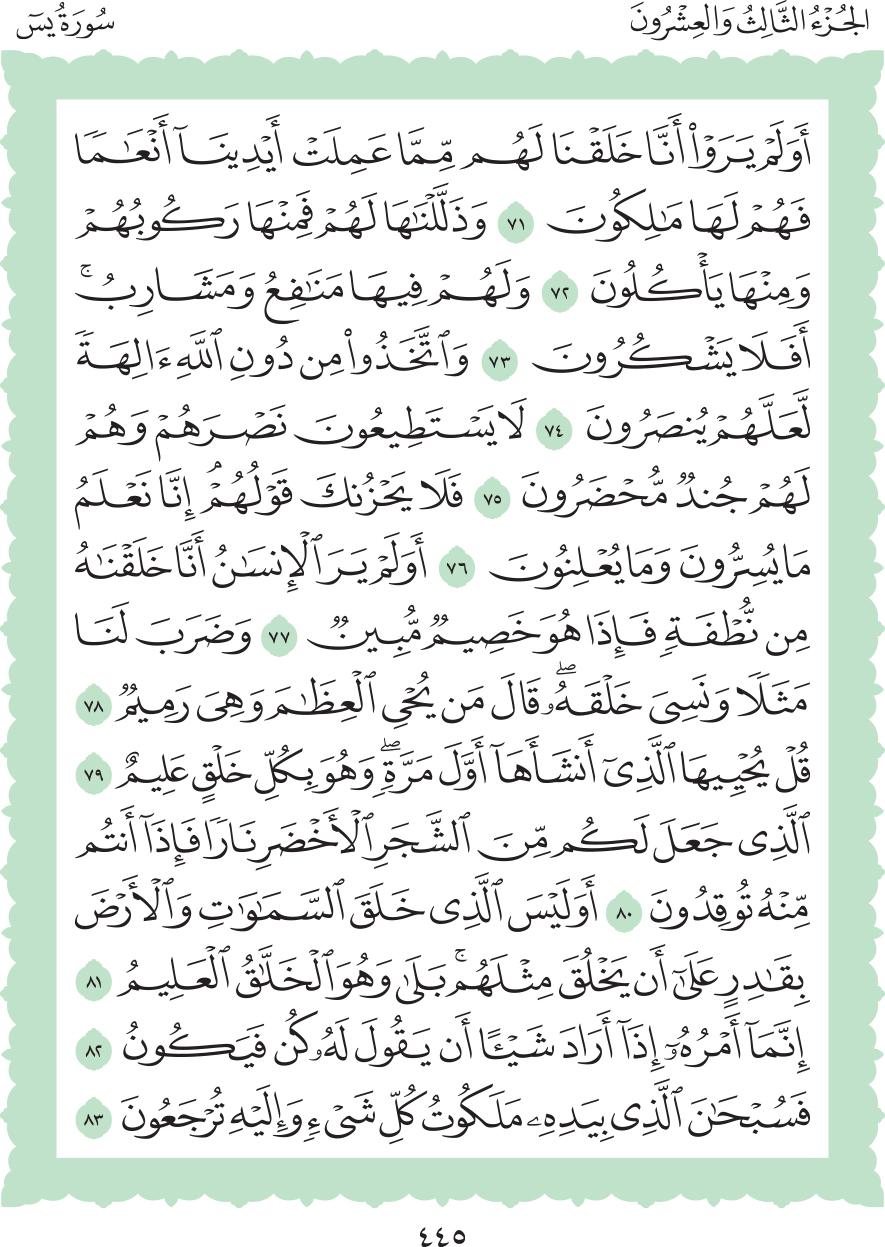 الجُزْءُ الثَّالِثُ وَالْعِشْرُونَ
سُورَةُ يسٓ
أَوَلَمْ يَرَوْا۟ أَنَّا خَلَقْنَا لَهُم مِّمَّا عَمِلَتْ أَيْدِينَآ أَنْعَـٰمًا
فَهُمْ لَهَا مَـٰلِكُونَ ٧١ وَذَلَّلْنَـٰهَا لَهُمْ فَمِنْهَا رَكُوبُهُمْ
وَمِنْهَا يَأْكُلُونَ ٧٢ وَلَهُمْ فِيهَا مَنَـٰفِعُ وَمَشَارِبُ ۚ
أَفَلَا يَشْكُرُونَ ٧٣ وَٱتَّخَذُوا۟ مِن دُونِ ٱللَّهِ ءَالِهَةً
لَّعَلَّهُمْ يُنصَرُونَ ٧٤ لَا يَسْتَطِيعُونَ نَصْرَهُمْ وَهُمْ
لَهُمْ جُندٌ مُّحْضَرُونَ ٧٥ فَلَا يَحْزُنكَ قَوْلُهُمْ ۘ إِنَّا نَعْلَمُ
مَا يُسِرُّونَ وَمَا يُعْلِنُونَ ٧٦ أَوَلَمْ يَرَ ٱلْإِنسَـٰنُ أَنَّا خَلَقْنَـٰهُ
مِن نُّطْفَةٍ فَإِذَا هُوَ خَصِيمٌ مُّبِينٌ ٧٧ وَضَرَبَ لَنَا
مَثَلًا وَنَسِىَ خَلْقَهُۥ ۖ قَالَ مَن يُحْىِ ٱلْعِظَـٰمَ وَهِىَ رَمِيمٌ ٧٨
قُلْ يُحْيِيهَا ٱلَّذِىٓ أَنشَأَهَآ أَوَّلَ مَرَّةٍ ۖ وَهُوَ بِكُلِّ خَلْقٍ عَلِيمٌ ٧٩
ٱلَّذِى جَعَلَ لَكُم مِّنَ ٱلشَّجَرِ ٱلْأَخْضَرِ نَارًا فَإِذَآ أَنتُم
مِّنْهُ تُوقِدُونَ ٨٠ أَوَلَيْسَ ٱلَّذِى خَلَقَ ٱلسَّمَـٰوَٰتِ وَٱلْأَرْضَ
بِقَـٰدِرٍ عَلَىٰٓ أَن يَخْلُقَ مِثْلَهُم ۚ بَلَىٰ وَهُوَ ٱلْخَلَّـٰقُ ٱلْعَلِيمُ ٨١
إِنَّمَآ أَمْرُهُۥٓ إِذَآ أَرَادَ شَيْـًٔا أَن يَقُولَ لَهُۥ كُن فَيَكُونُ ٨٢
فَسُبْحَـٰنَ ٱلَّذِى بِيَدِهِۦ مَلَكُوتُ كُلِّ شَىْءٍ وَإِلَيْهِ تُرْجَعُونَ ٨٣
٤٤٥